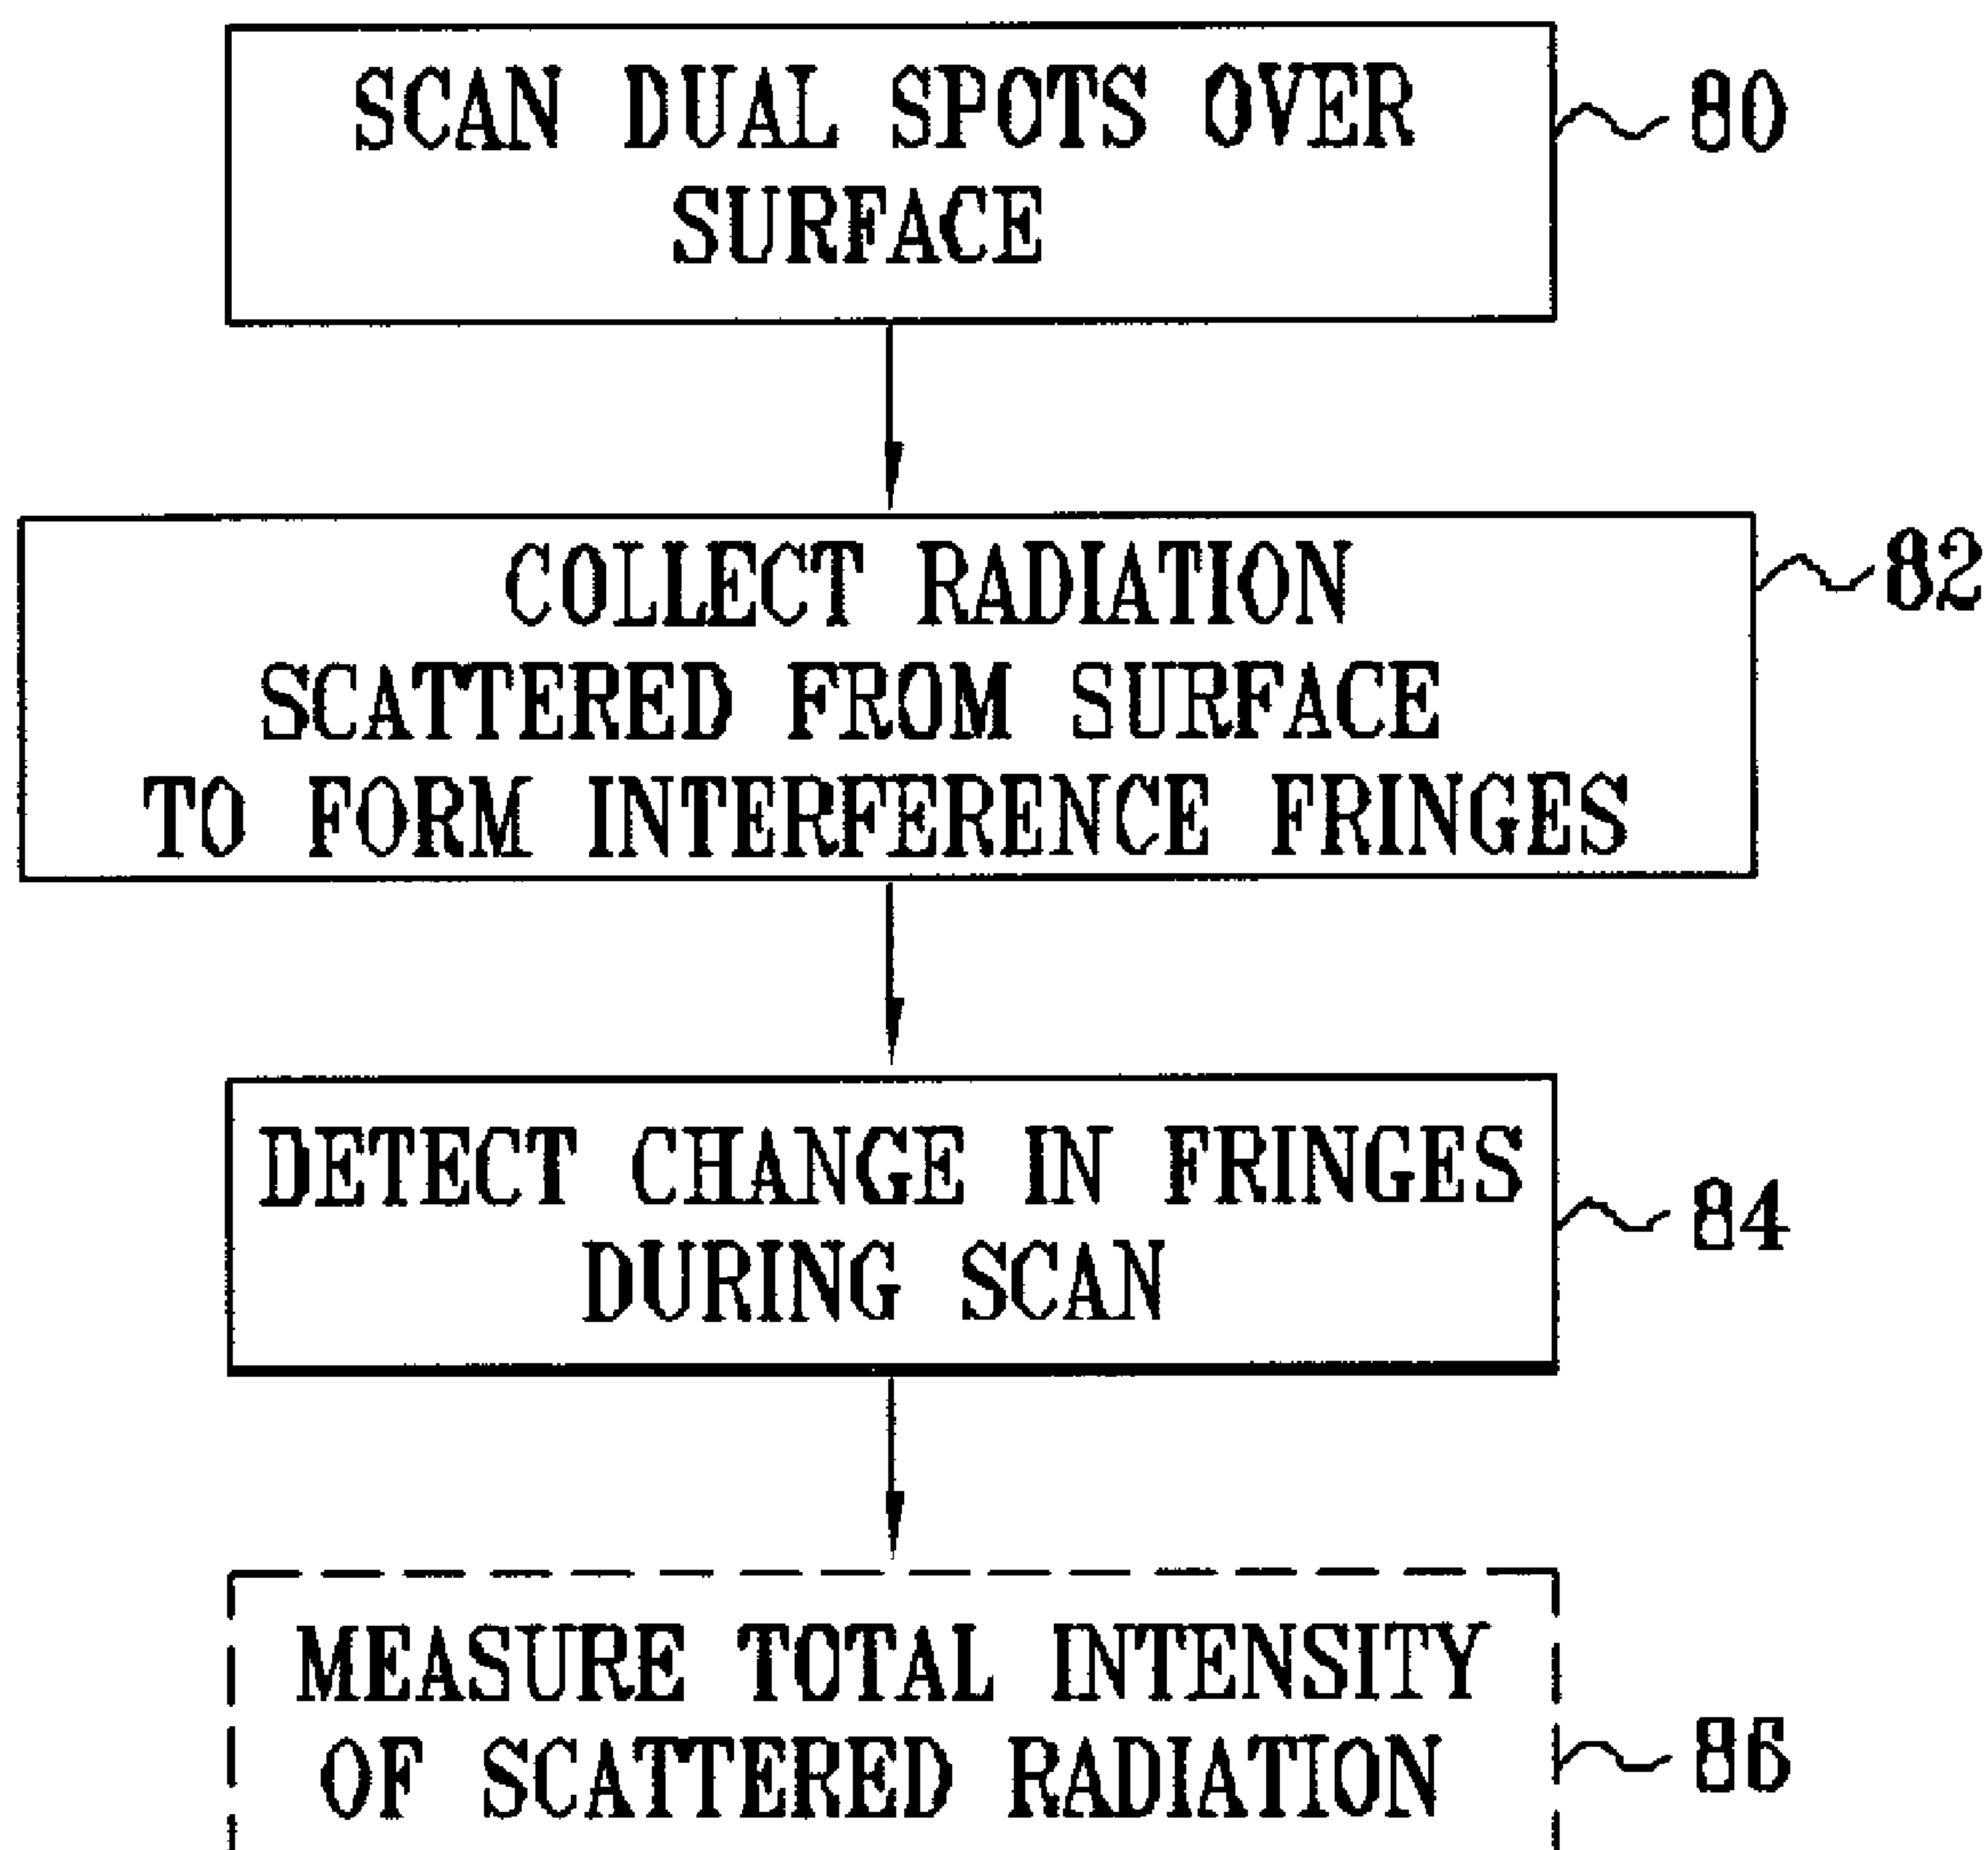 SCAN DUAL SPOTS OVER
SURFACE
80
COLLECT RADIATION
SCATTERED FROM SURFACE
TO FORM INTERFERENCE FRINGES
82
DETECT CHANGE IN FRINGES
DURING SCAN
84
MEASURE TOTAL INTENSITY
OF SCATTERED RADIATION
86